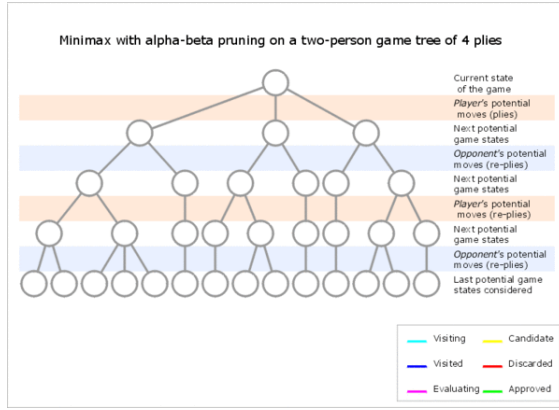 Minimax with alpha-beta pruning on a two-person game tree of 4 plies
Current state
of the game
Player's potential
moves (plies)
Next potential
game states
Opponent's potential
moves (re-plies)
Next potential
game states
Player's potential
moves (re-plies)
Next potential
game states
Opponent's potential
moves (re-plies)
Last potential game
states considered
Visiting
Candidate
Visited
Discarded
Evaluating
Approved